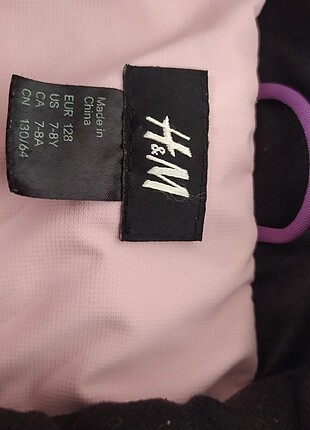 H&M
EUR 128
US 7-8Y
CA 7-8A
CN 130/64
Made in
China